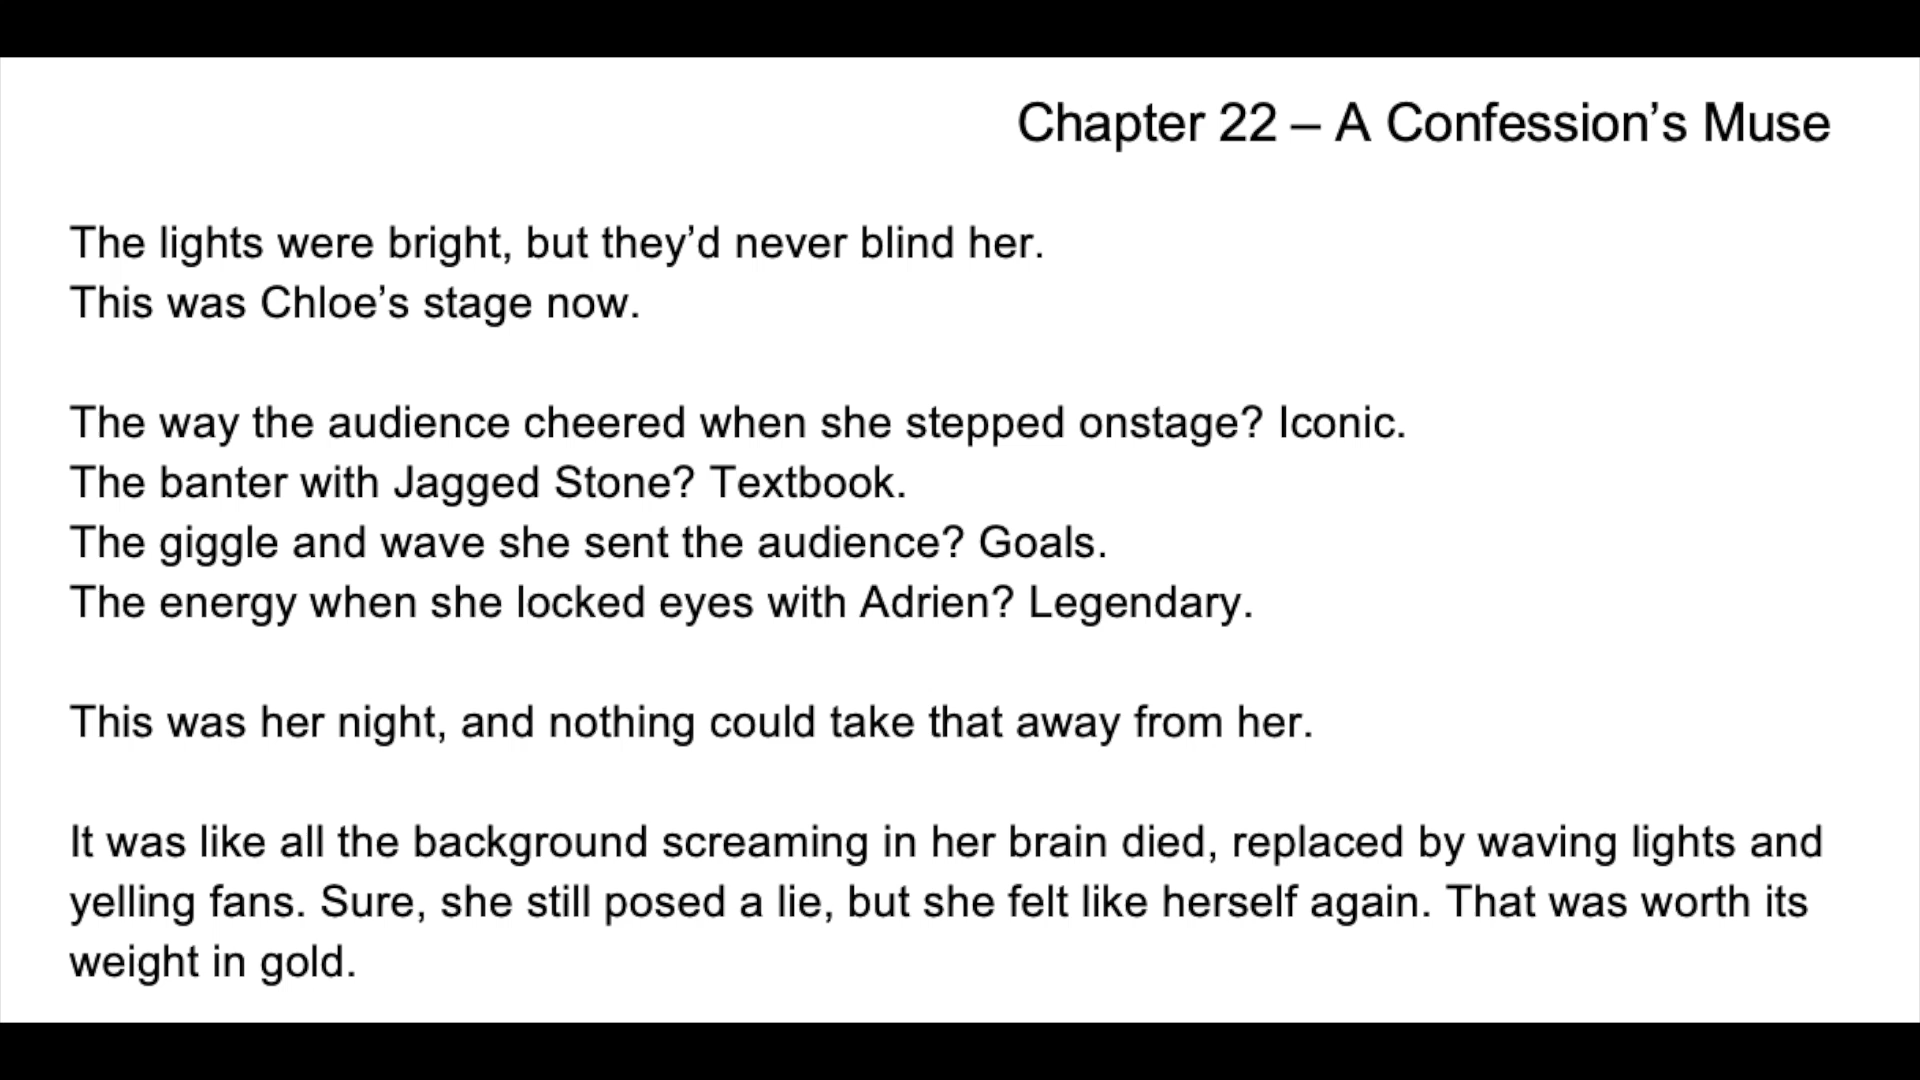 Chapter 22 – A Confession’s Muse
The lights were bright, but they’d never blind her.
This was Chloe’s stage now.
The way the audience cheered when she stepped onstage? Iconic.
The banter with Jagged Stone? Textbook.
The giggle and wave she sent the audience? Goals.
The energy when she locked eyes with Adrien? Legendary.
This was her night, and nothing could take that away from her.
It was like all the background screaming in her brain died, replaced by waving lights and
yelling fans. Sure, she still posed a lie, but she felt like herself again. That was worth its
weight in gold.